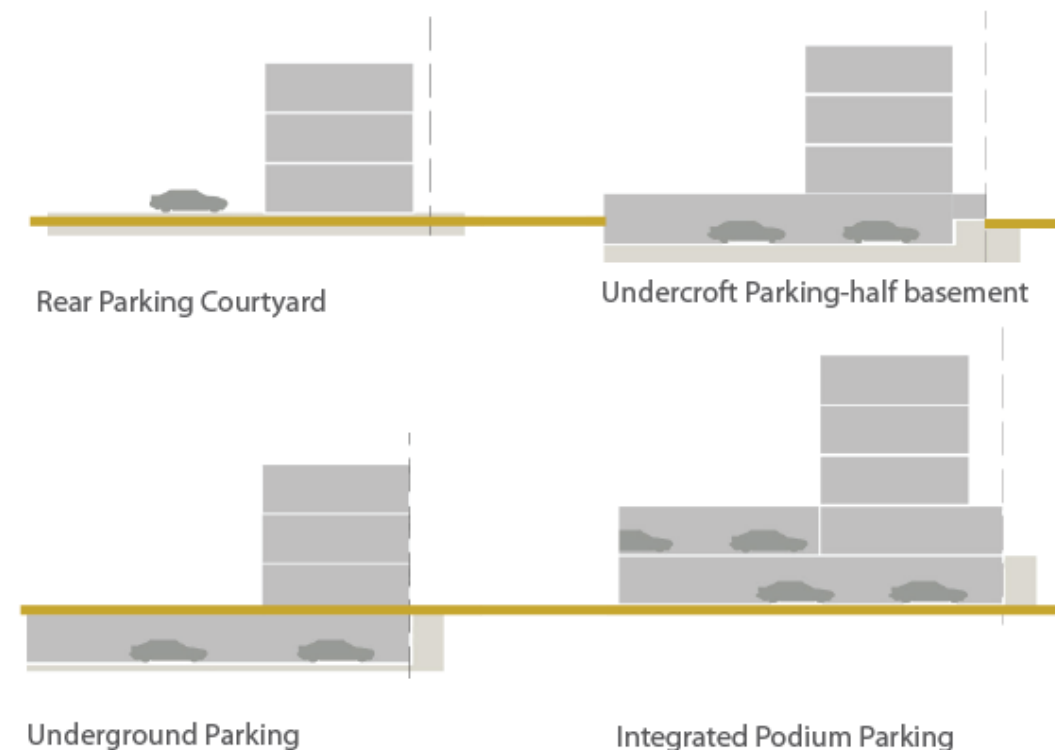 Rear Parking Courtyard
Undercroft Parking-half basement
Underground Parking
Integrated Podium Parking